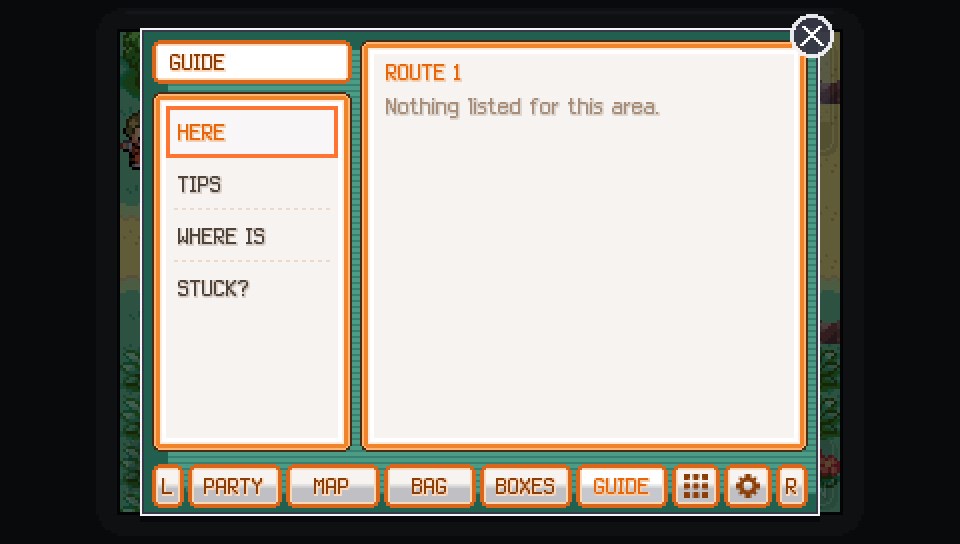 GUIDE
HERE
TIPS
WHERE IS
STUCK?
ROUTE 1
Nothing listed for this area.
L PARTY MAP BAG BOXES GUIDE R